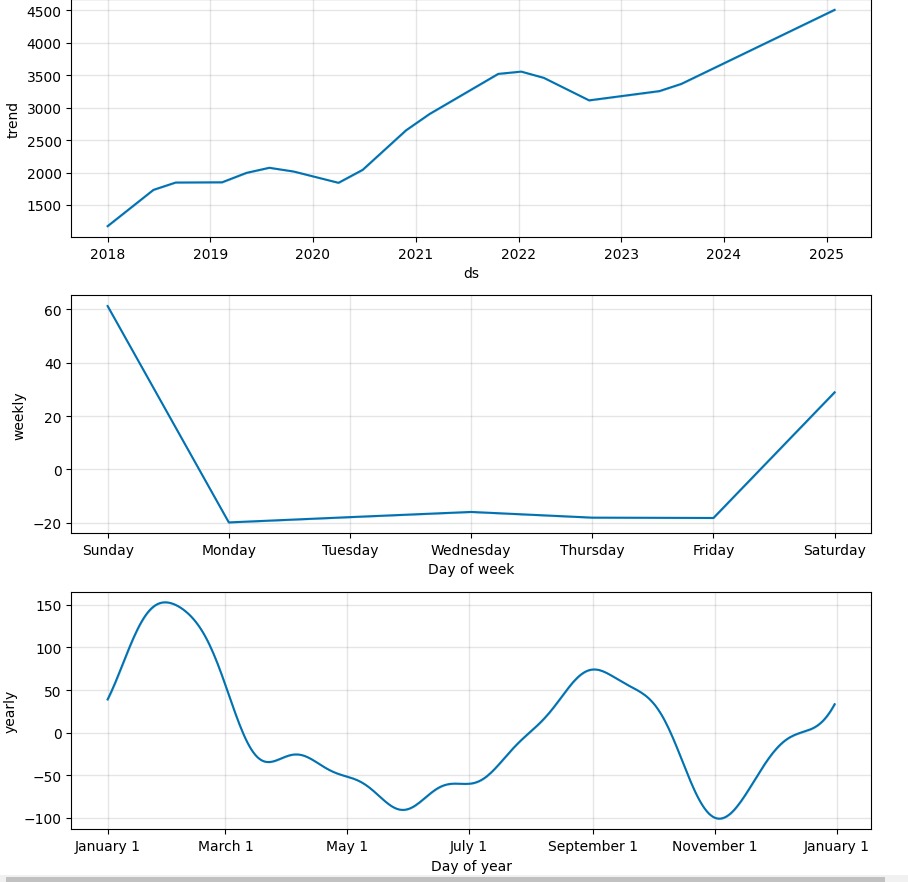 4500
4000
3500
3000
2500
2000
1500
trend
2018 2019 2020 2021 2022 2023 2024 2025
ds
60
40
20
0
−20
weekly
Sunday Monday Tuesday Wednesday Thursday Friday Saturday
Day of week
150
100
50
0
−50
−100
yearly
January 1 March 1 May 1 July 1 September 1 November 1 January 1
Day of year